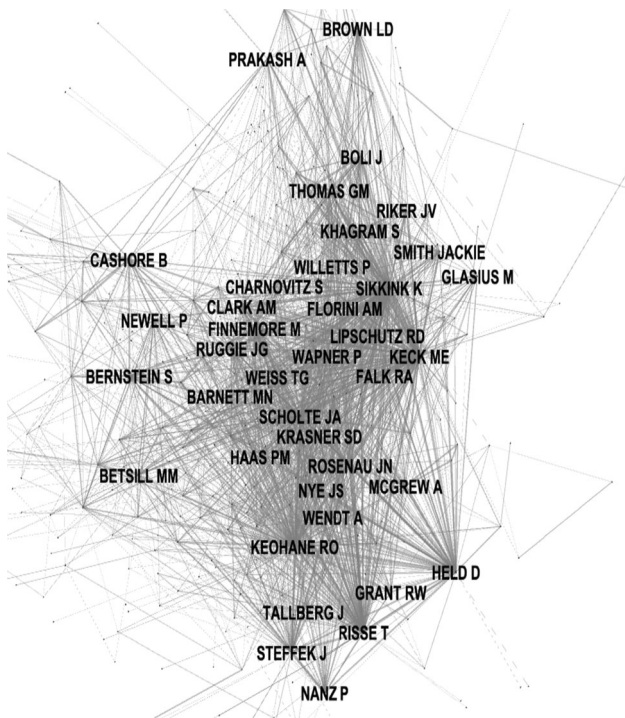 BROWN LD
PRAKASH A
BOLI J
THOMAS GM
RIKER JV
KHAGRAM S
SMITH JACKIE
CASHORE B
WILLETTS P
GLASIUS M
CHARNOVITZ S
SIKKINK K
CLARK AM
FLORINI AM
NEWELL P
FINNEMORE M
LIPSCHUTZ RD
RUGGIE JG
WAPNER P
KECK ME
BERNSTEIN S
WEISS TG
FALK RA
BARNETT MN
SCHOLTE JA
KRASNER SD
HAAS PM
ROSENAU JN
BETSILL MM
NYE JS
MCGREW A
WENDT A
KEOHANE RO
HELD D
GRANT RW
TALLBERG J
RISSE T
STEFFEK J
NANZ P